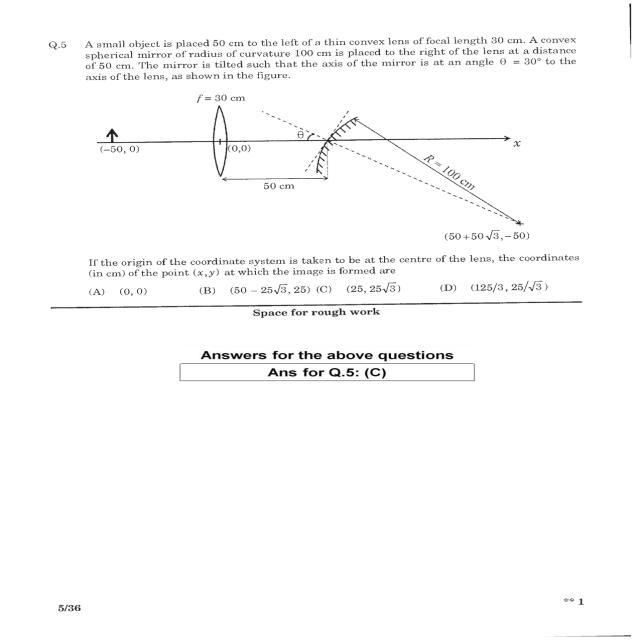 Q.5 A small object is placed 50 cm to the left of a thin convex lens of focal length 30 cm. A convex
spherical mirror of radius of curvature 100 cm is placed to the right of the lens at a distance
of 50 cm. The mirror is tilted such that the axis of the mirror is at an angle θ = 30° to the
axis of the lens, as shown in the figure.
f = 30 cm
θ
x
(−50, 0)
(0,0)
R = 100 cm
50 cm
(50+50√3,−50)
If the origin of the coordinate system is taken to be at the centre of the lens, the coordinates
(in cm) of the point (x,y) at which the image is formed are
(A) (0, 0) (B) (50 − 25√3, 25) (C) (25, 25√3) (D) (125/3, 25/√3)
Space for rough work
Answers for the above questions
Ans for Q.5: (C)
** 1
5/36